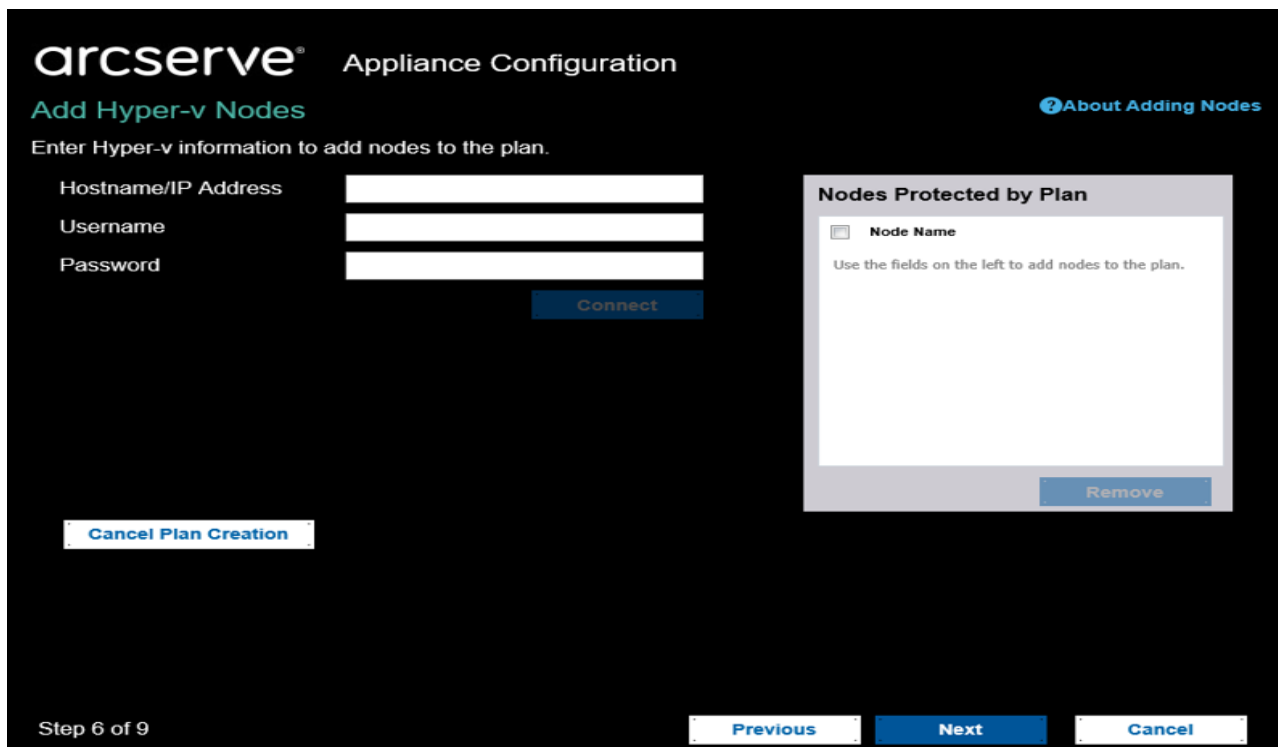 arcserve® Appliance Configuration
Add Hyper-v Nodes
?About Adding Nodes
Enter Hyper-v information to add nodes to the plan.
Hostname/IP Address
Username
Password
Connect
Nodes Protected by Plan
Node Name
Use the fields on the left to add nodes to the plan.
Remove
Cancel Plan Creation
Step 6 of 9
Previous
Next
Cancel